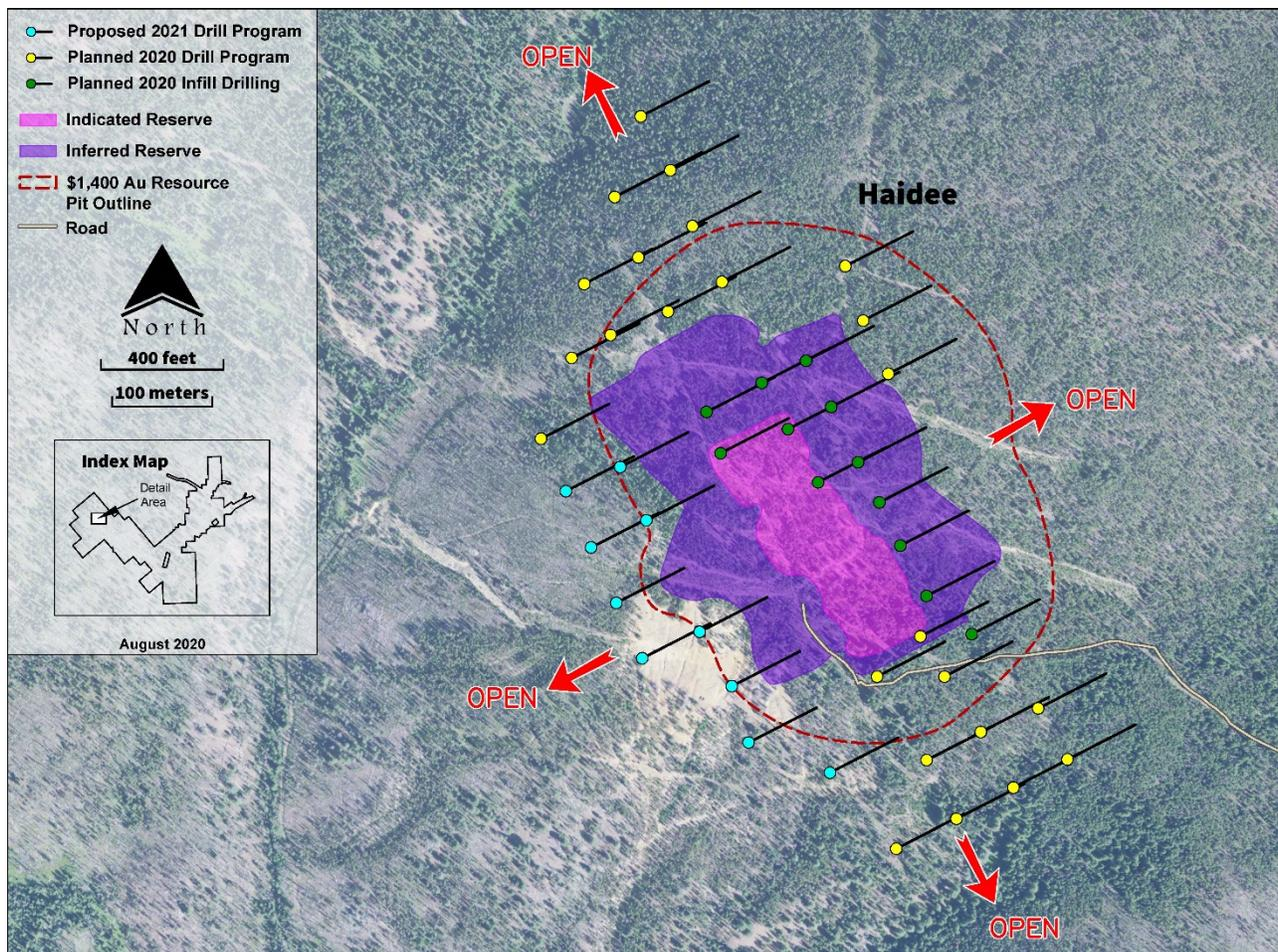 Proposed 2021 Drill Program
Planned 2020 Drill Program
Planned 2020 Infill Drilling
Indicated Reserve
Inferred Reserve
$1,400 Au Resource
Pit Outline
Road
North
400 feet
100 meters
Index Map
Detail
Area
August 2020
OPEN
Haidee
OPEN
OPEN
OPEN